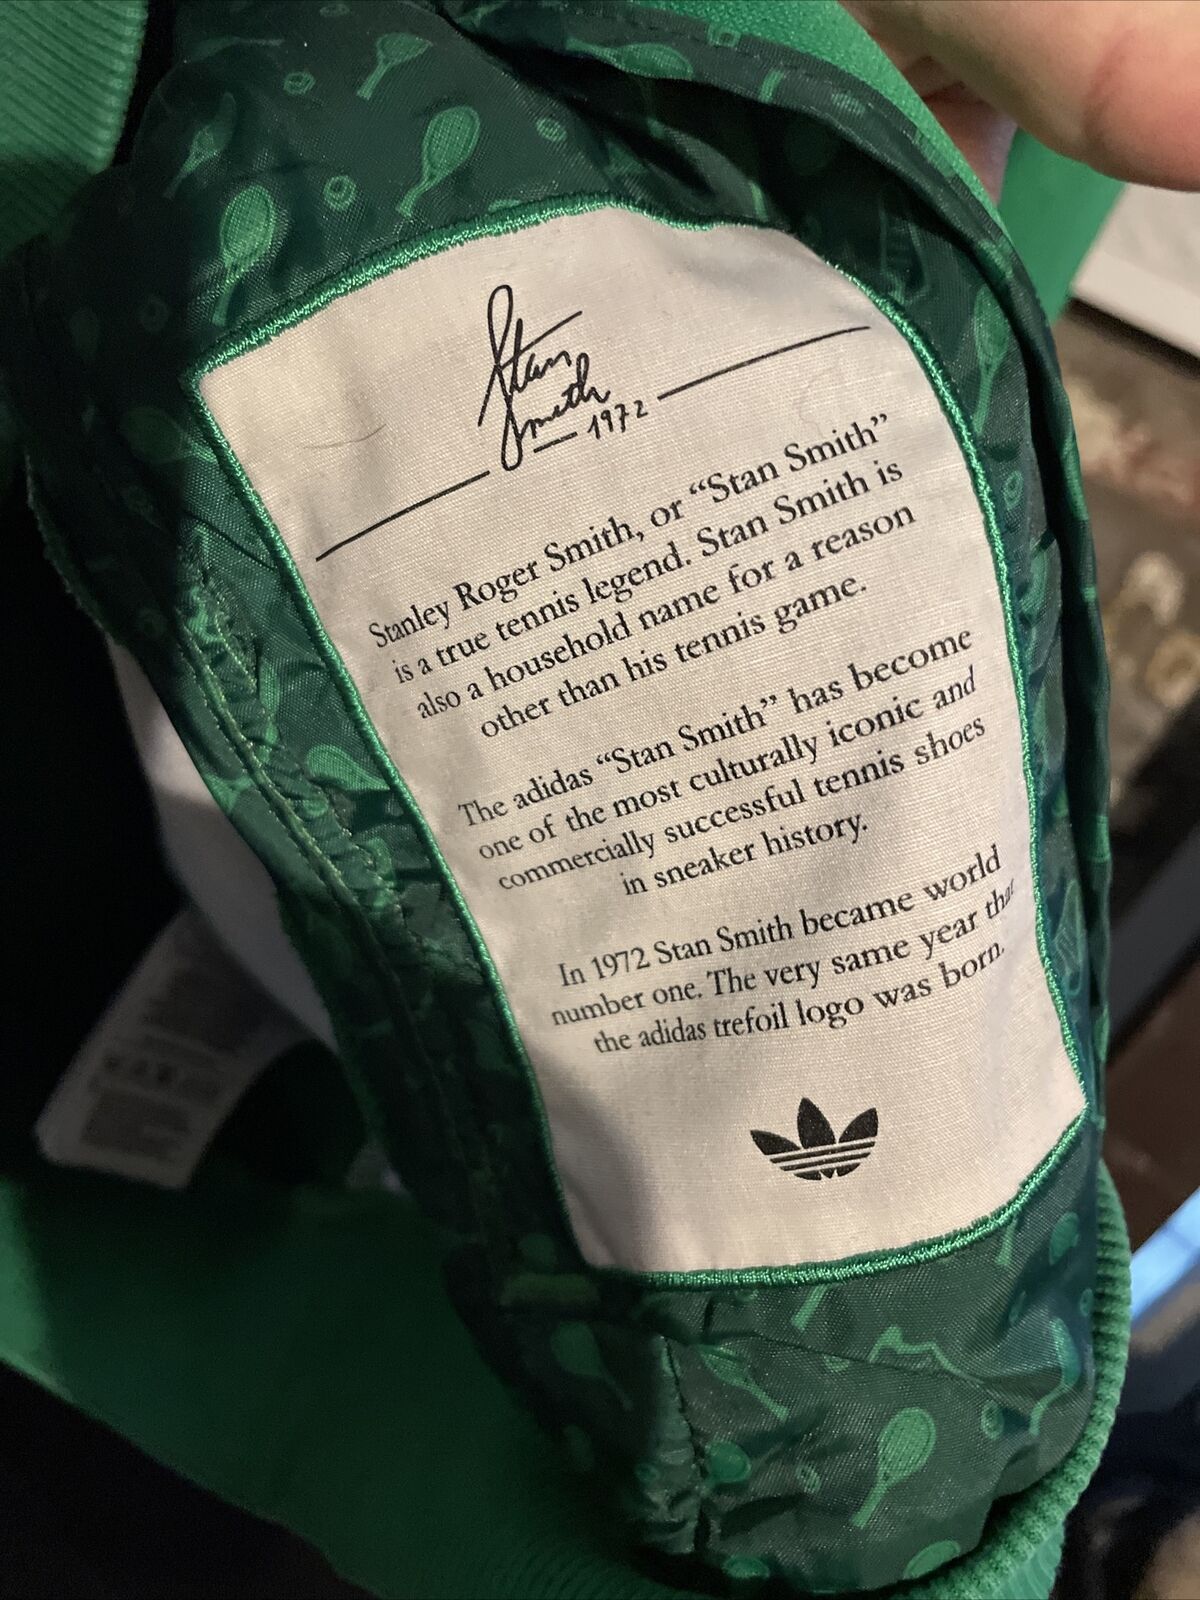 Stan
Smith
1972
Stanley Roger Smith, or “Stan Smith”
is a true tennis legend. Stan Smith is
also a household name for a reason
other than his tennis game.
The adidas “Stan Smith” has become
one of the most culturally iconic and
commercially successful tennis shoes
in sneaker history.
In 1972 Stan Smith became world
number one. The very same year that
the adidas trefoil logo was born.